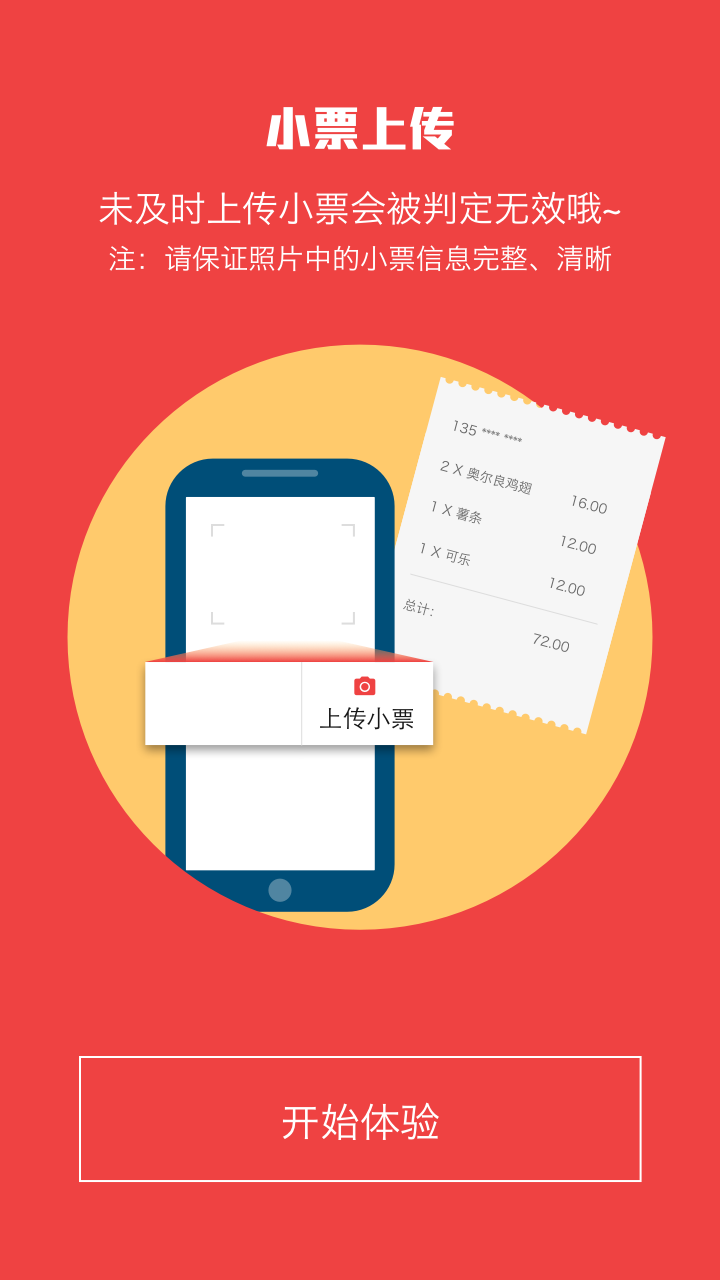 小票上传
未及时上传小票会被判定无效哦~
注：请保证照片中的小票信息完整、清晰
135 **** ****
2 X 奥尔良鸡翅 16.00
1 X 薯条 12.00
1 X 可乐 12.00
总计： 72.00
上传小票
开始体验